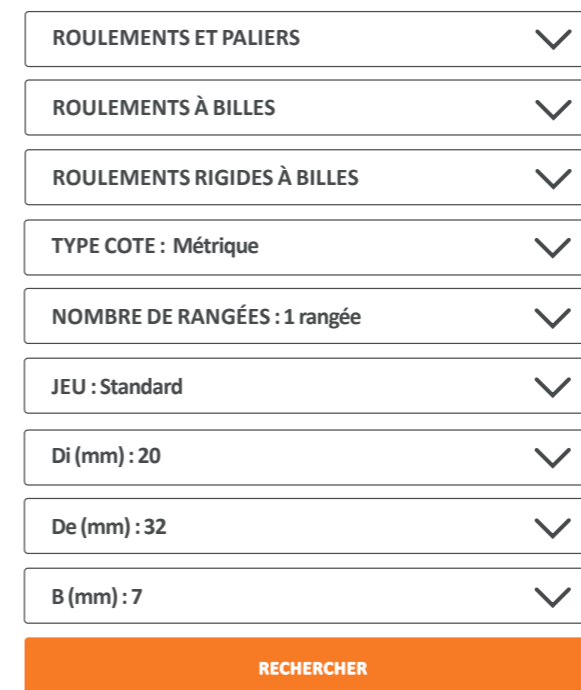 ROULEMENTS ET PALIERS
ROULEMENTS À BILLES
ROULEMENTS RIGIDES À BILLES
TYPE COTE : Métrique
NOMBRE DE RANGÉES : 1 rangée
JEU : Standard
Di (mm) : 20
De (mm) : 32
B (mm) : 7
RECHERCHER